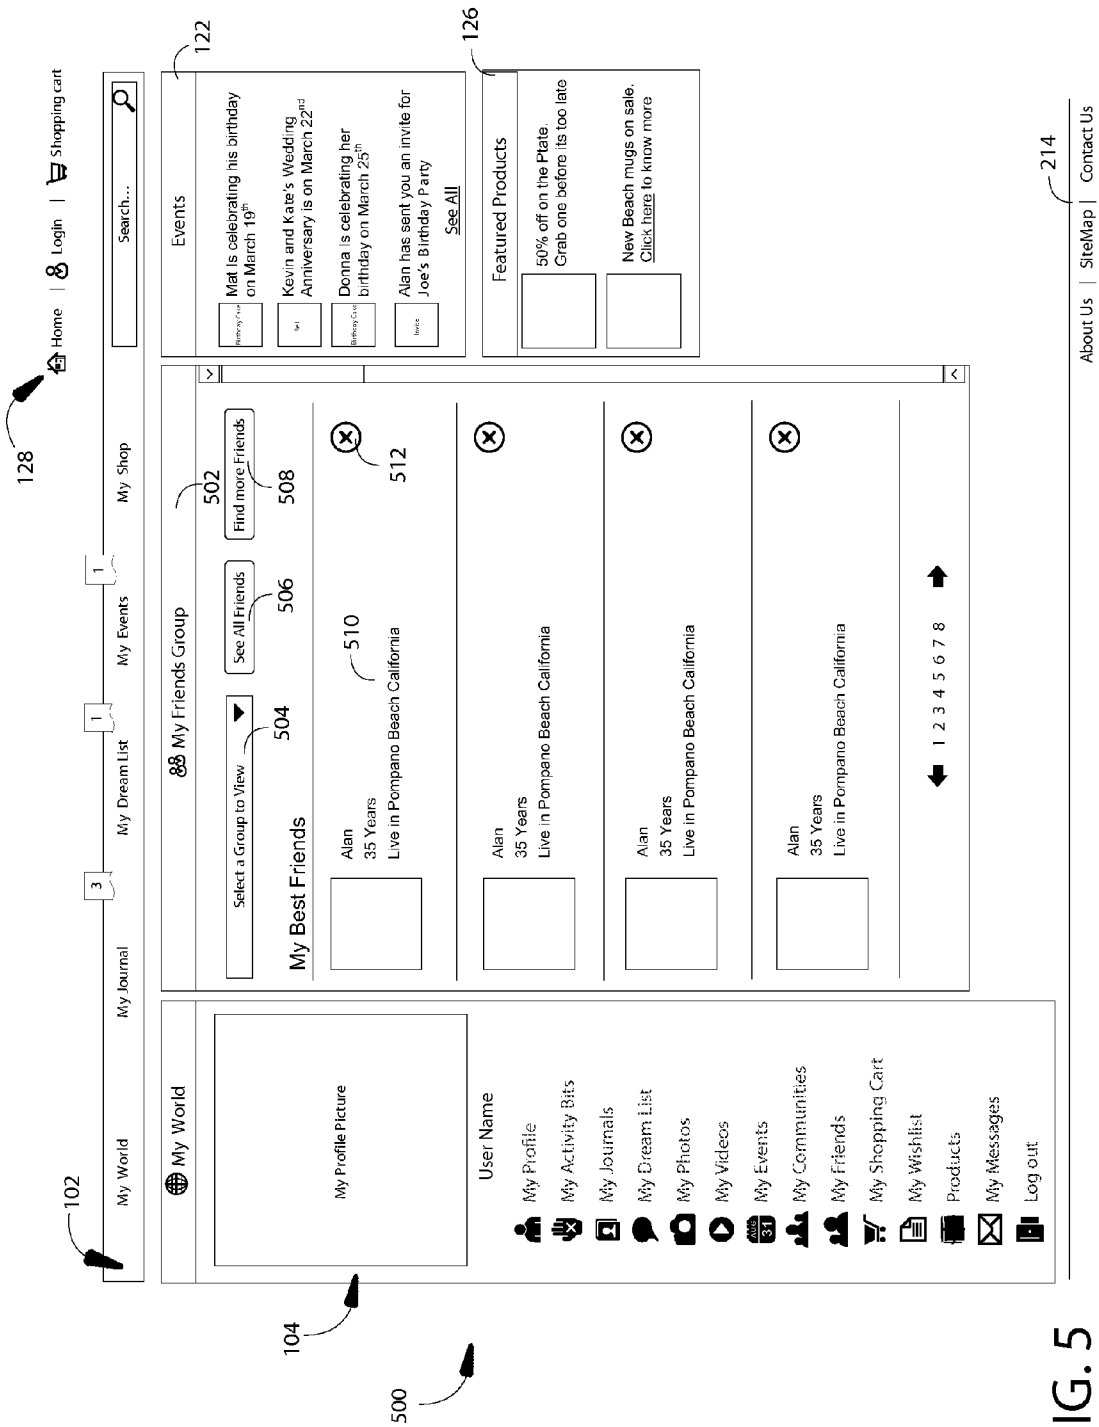 128
Home | Login | Shopping cart
102
3
1
1
My World
My Journal
My Dream List
My Events
My Shop
Search...
My World
My Profile Picture
104
User Name
My Profile
My Activity Bits
My Journals
My Dream List
My Photos
My Videos
AUG
31
My Events
My Communities
My Friends
My Shopping Cart
My Wishlist
Products
My Messages
Log out
500
My Friends Group
502
Select a Group to View
See All Friends
Find more Friends
504
506
508
My Best Friends
Alan
35 Years
Live in Pompano Beach California
510
512
Alan
35 Years
Live in Pompano Beach California
Alan
35 Years
Live in Pompano Beach California
Alan
35 Years
Live in Pompano Beach California
1 2 3 4 5 6 7 8
122
Events
Mat Is celebrating his birthday
on March 19th
Kevin and Kate's Wedding
Anniversary is on March 22nd
Donna Is celebrating her
birthday on March 25th
Invite
Alan has sent you an invite for
Joe's Birthday Party
See All
126
Featured Products
50% off on the Plate.
Grab one before its too late
New Beach mugs on sale.
Click here to know more
214
About Us | SiteMap | Contact Us
IG. 5